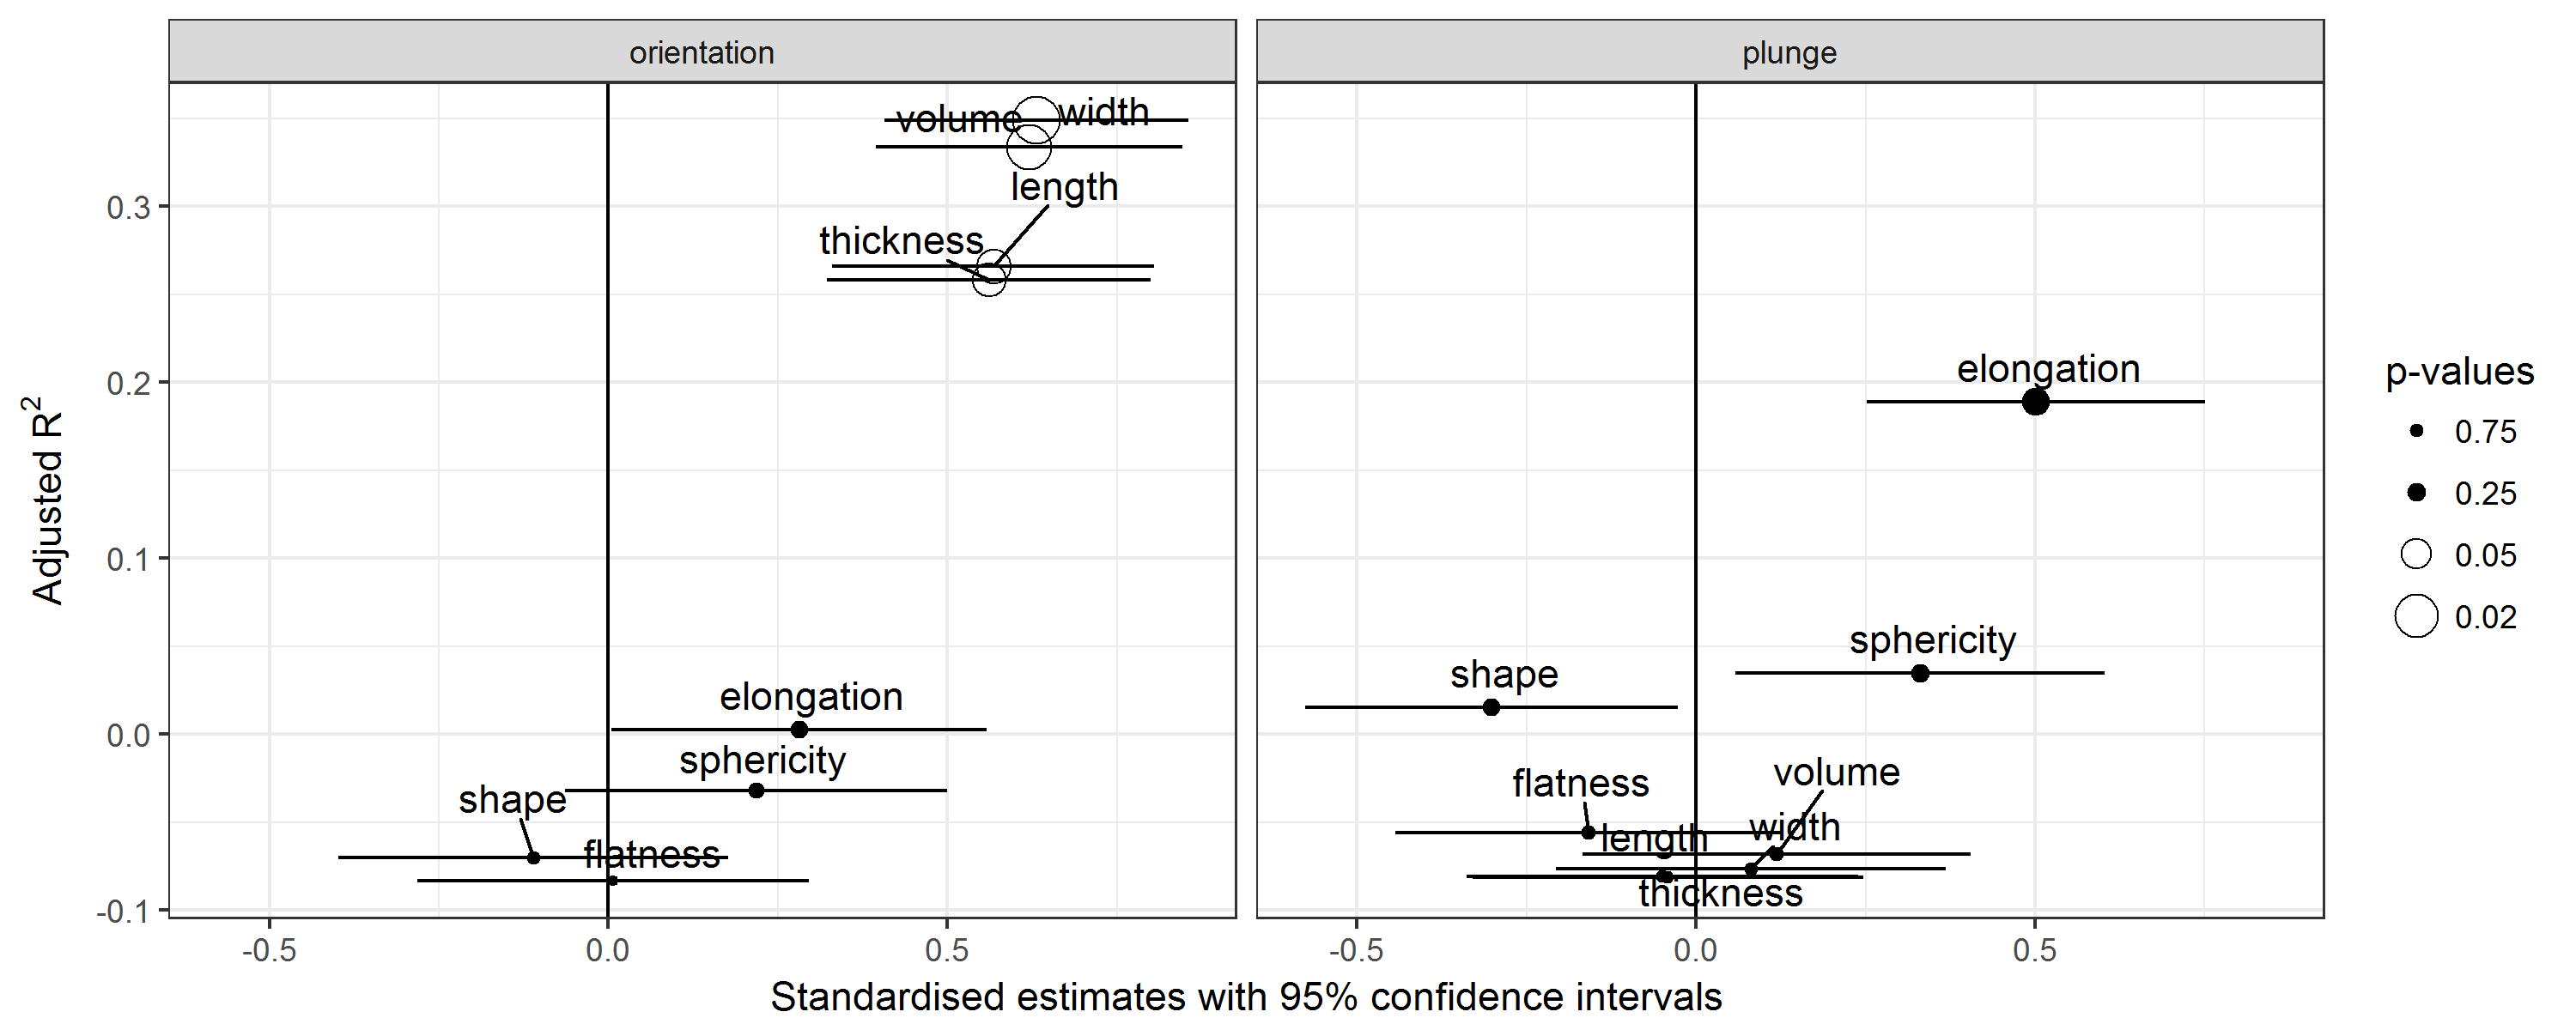 orientation
plunge
Adjusted R2
0.3
0.2
0.1
0.0
-0.1
volume
width
length
thickness
elongation
sphericity
shape
flatness
elongation
sphericity
shape
flatness
volume
length
width
thickness
-0.5
0.0
0.5
-0.5
0.0
0.5
Standardised estimates with 95% confidence intervals
p-values
0.75
0.25
0.05
0.02